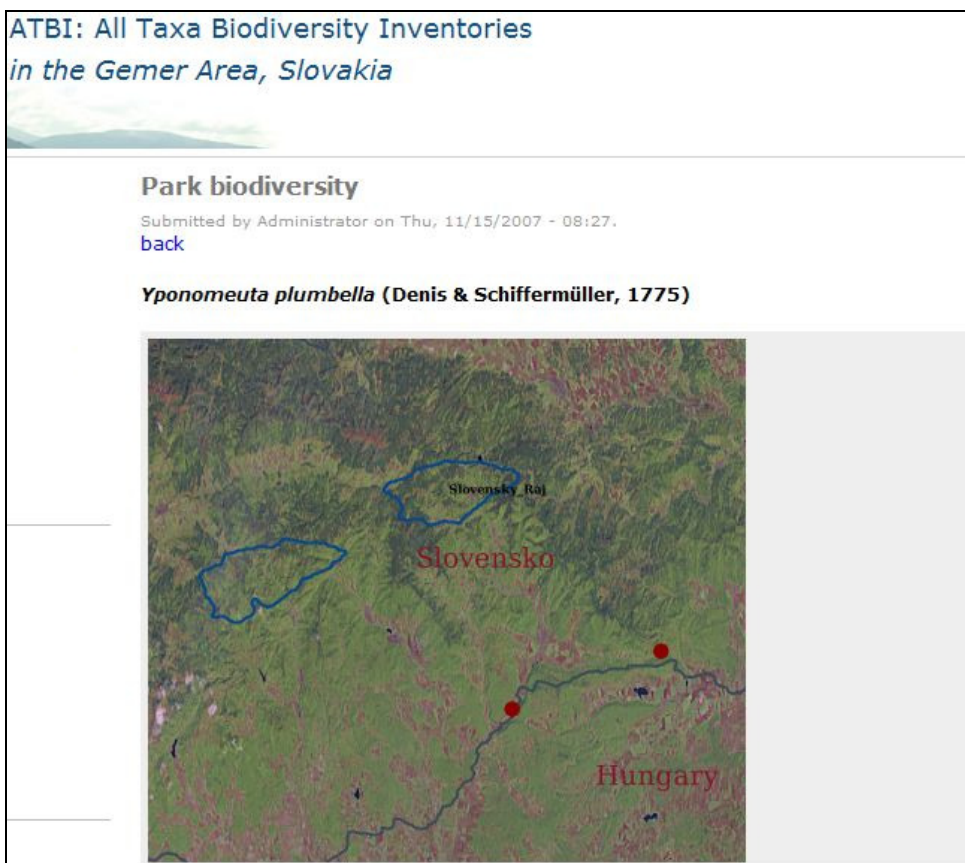 ATBI: All Taxa Biodiversity Inventories
in the Gemer Area, Slovakia
Park biodiversity
Submitted by Administrator on Thu, 11/15/2007 - 08:27.
back
Yponomeuta plumbella (Denis & Schiffermüller, 1775)
Slovensky_Raj
Slovensko
Hungary